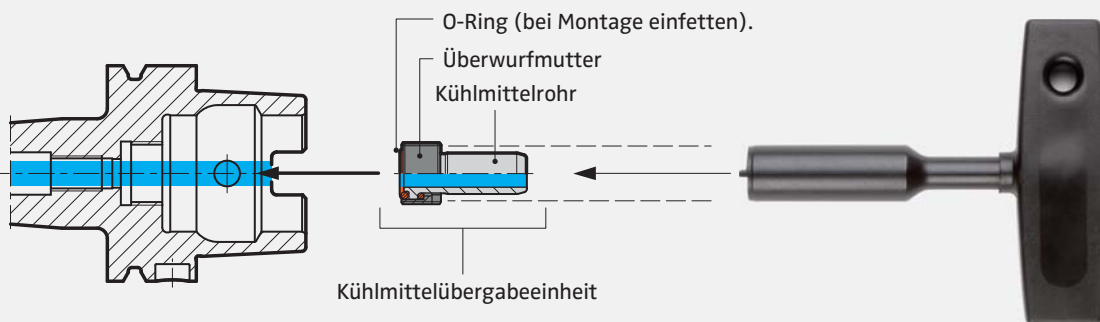 O-Ring (bei Montage einfetten).
Überwurfmutter
Kühlmittelrohr
Kühlmittelübergabeeinheit